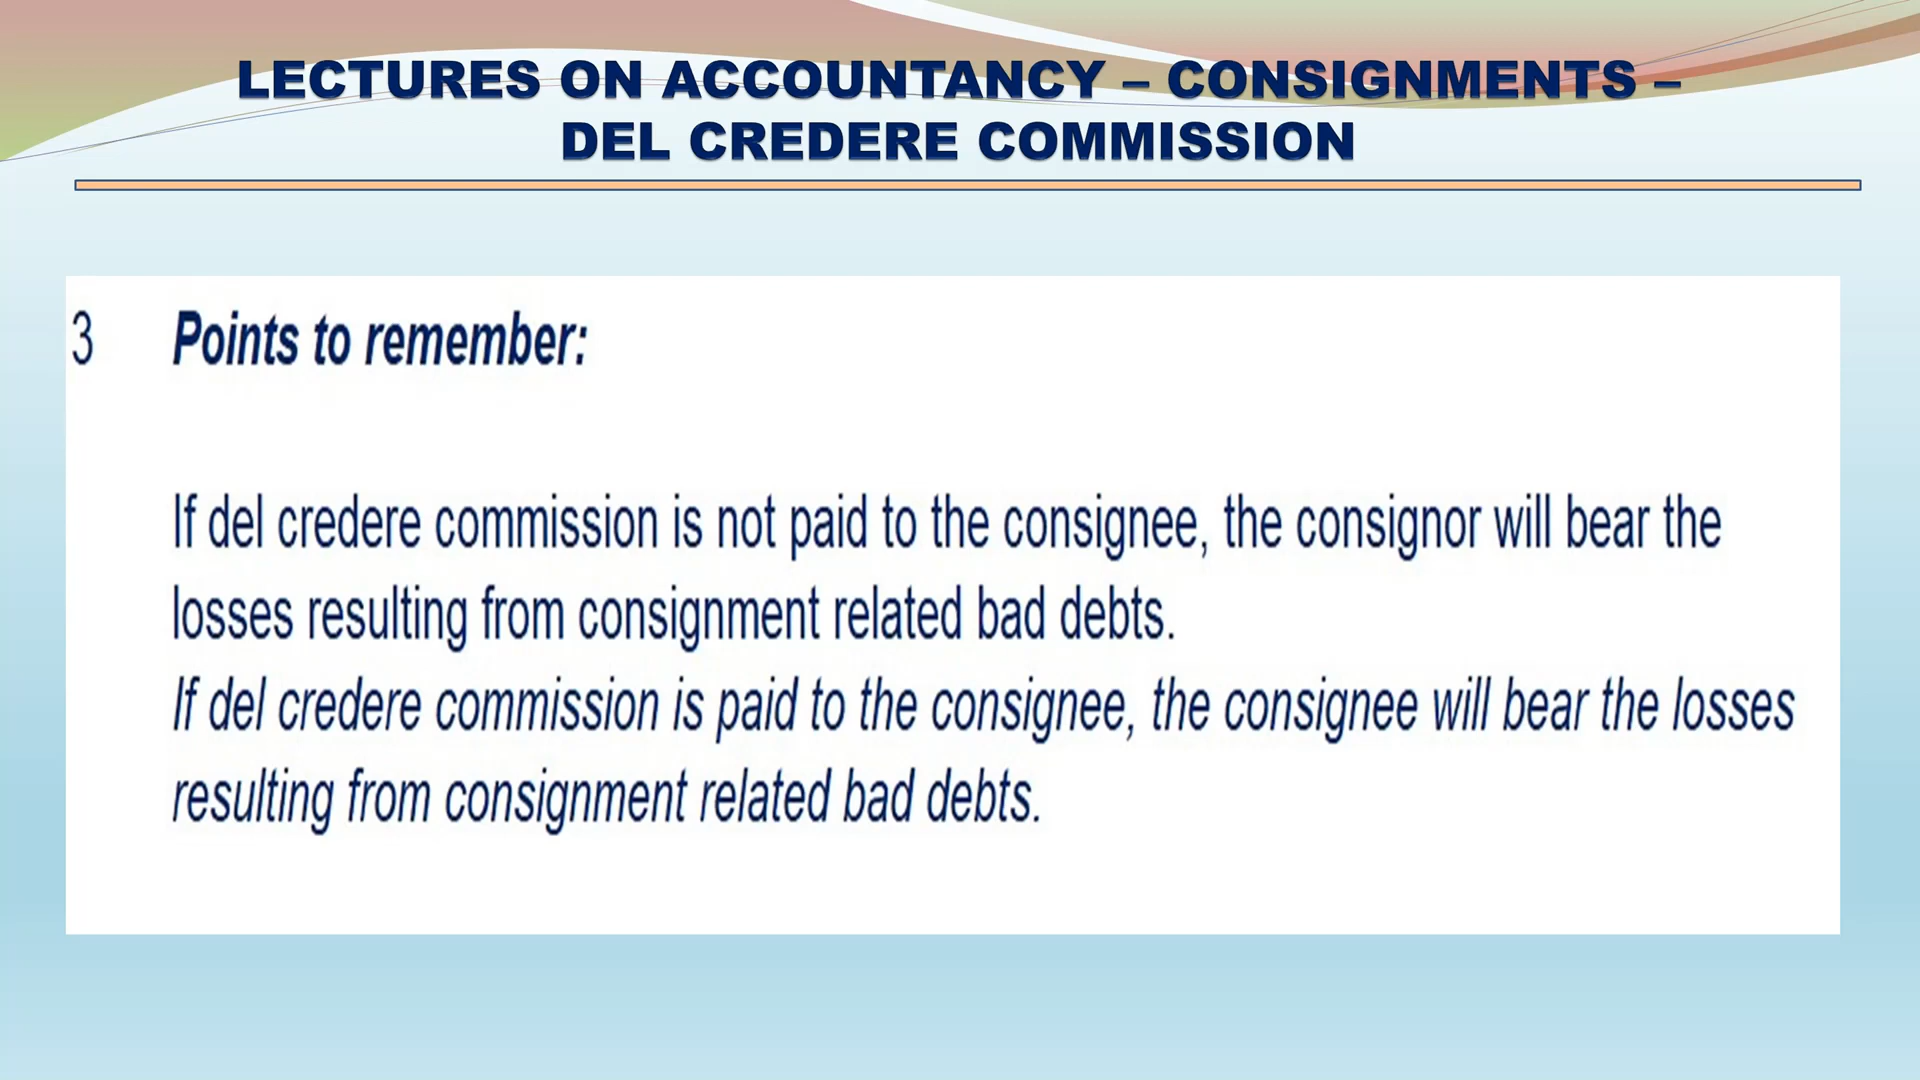 LECTURES ON ACCOUNTANCY – CONSIGNMENTS –
DEL CREDERE COMMISSION
3 Points to remember:
If del credere commission is not paid to the consignee, the consignor will bear the
losses resulting from consignment related bad debts.
If del credere commission is paid to the consignee, the consignee will bear the losses
resulting from consignment related bad debts.